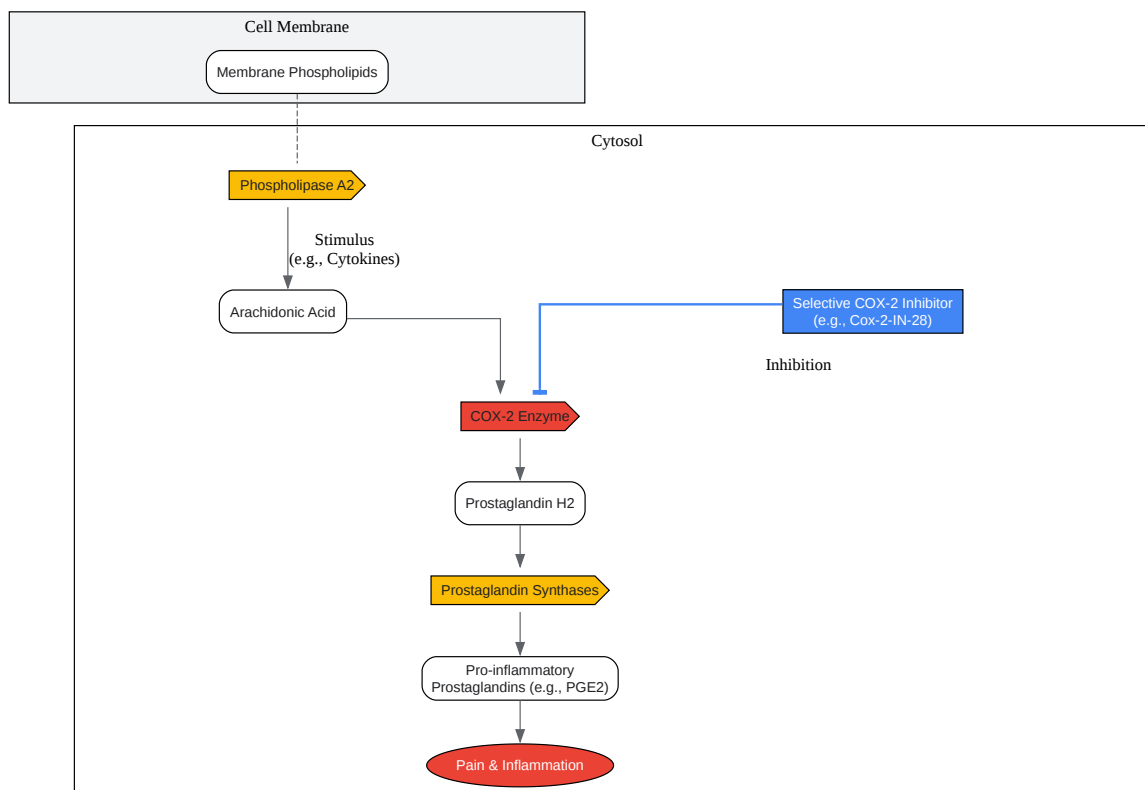 Cell Membrane
Membrane Phospholipids
Cytosol
Phospholipase A2
Stimulus
(e.g., Cytokines)
Arachidonic Acid
Selective COX-2 Inhibitor
(e.g., Cox-2-IN-28)
Inhibition
COX-2 Enzyme
Prostaglandin H2
Prostaglandin Synthases
Pro-inflammatory
Prostaglandins (e.g., PGE2)
Pain & Inflammation